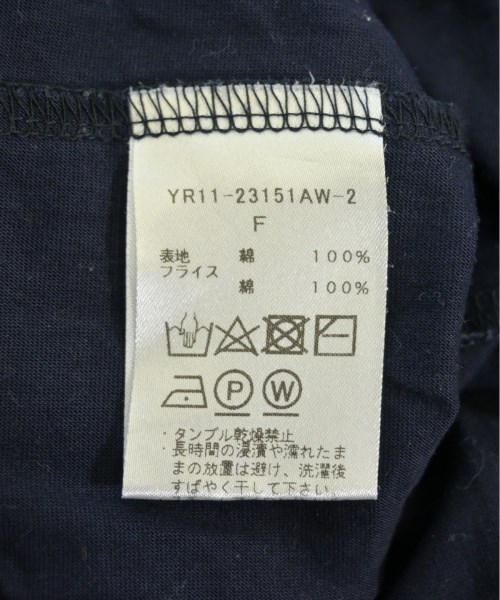 YR11-23151AW-2
F
表地 綿 100%
フライス
綿 100%
P W
・タンブル乾燥禁止
・長時間の浸漬や濡れたま
まの放置は避け、洗濯後
すばやく干して下さい。